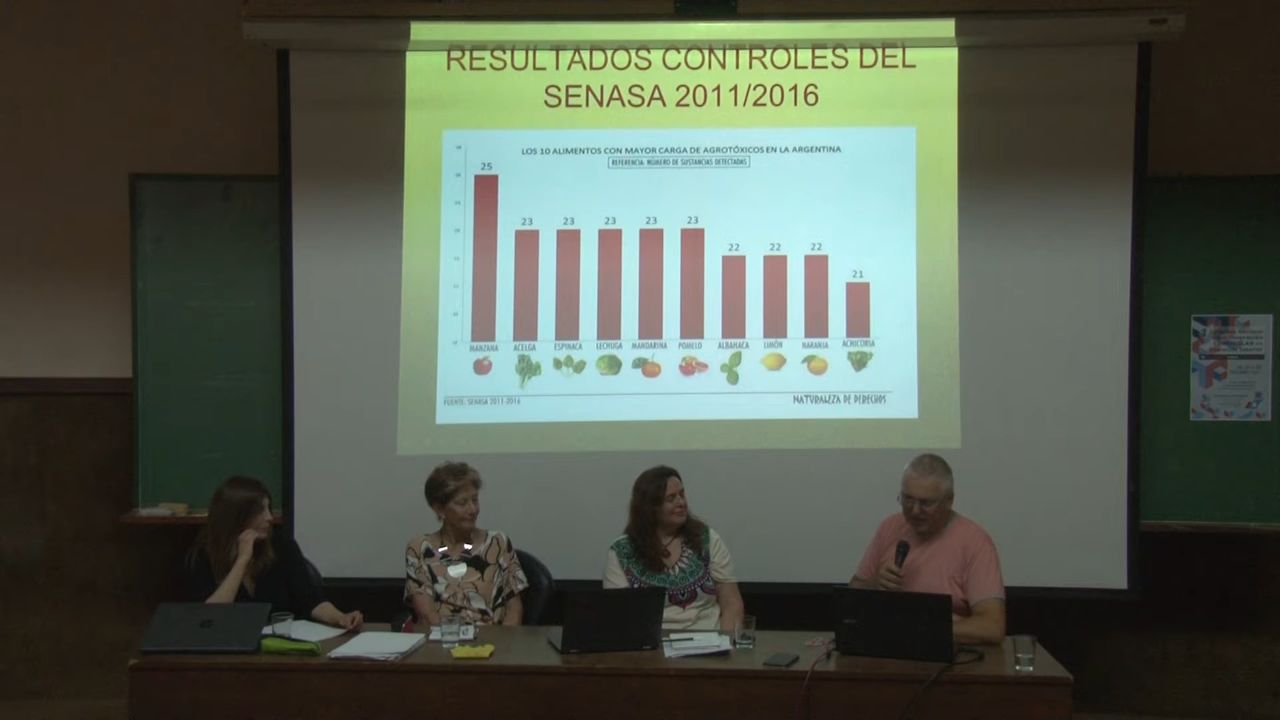 RESULTADOS CONTROLES DEL
SENASA 2011/2016
LOS 10 ALIMENTOS CON MAYOR CARGA DE AGROTÓXICOS EN LA ARGENTINA
REFERENCIA: NÚMERO DE SUSTANCIAS DETECTADAS
25
23
23
23
23
23
22
22
22
21
MANZANA
ACELGA
ESPINACA
LECHUGA
MANDARINA
POMELO
ALBAHACA
LIMÓN
NARANJA
ACHICORIA
FUENTE: SENASA 2011-2016
NATURALEZA DE DERECHOS